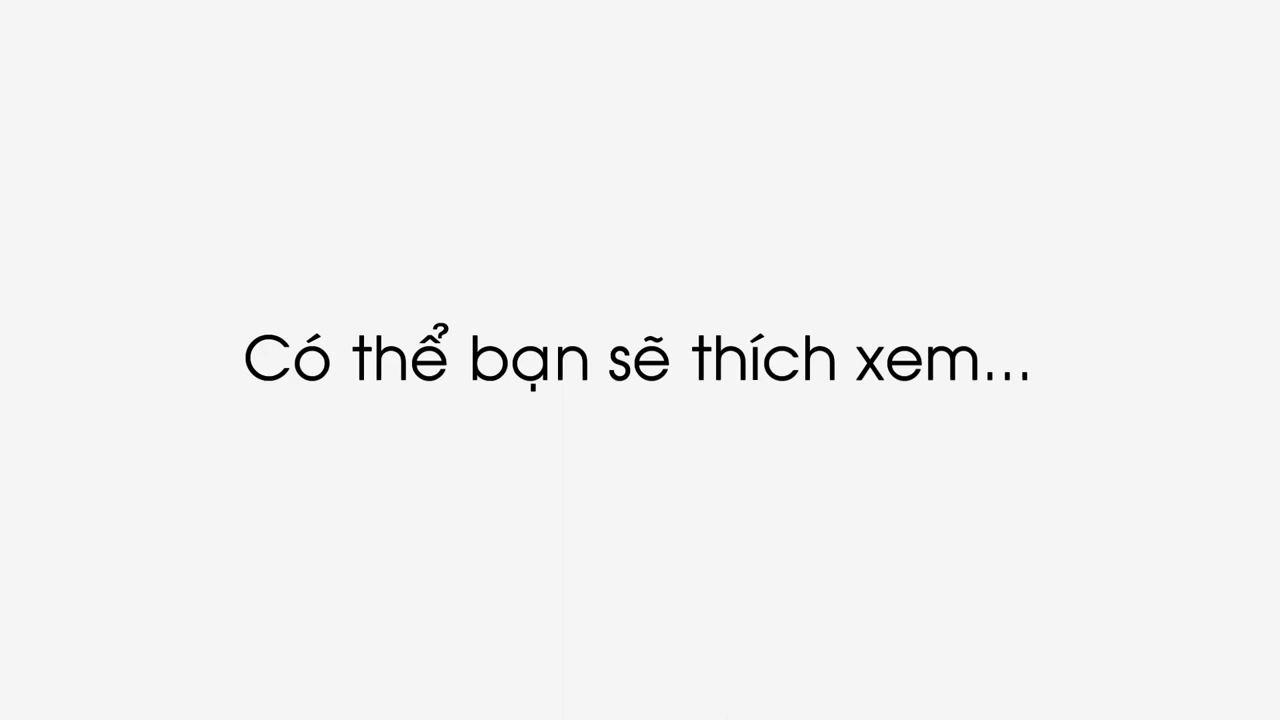 Có thể bạn sẽ thích xem...